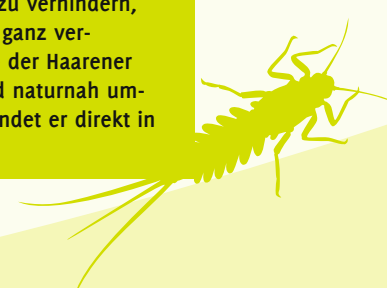 zu verhindern,
ganz ver-
der Haarener
d naturnah um-
ndet er direkt in